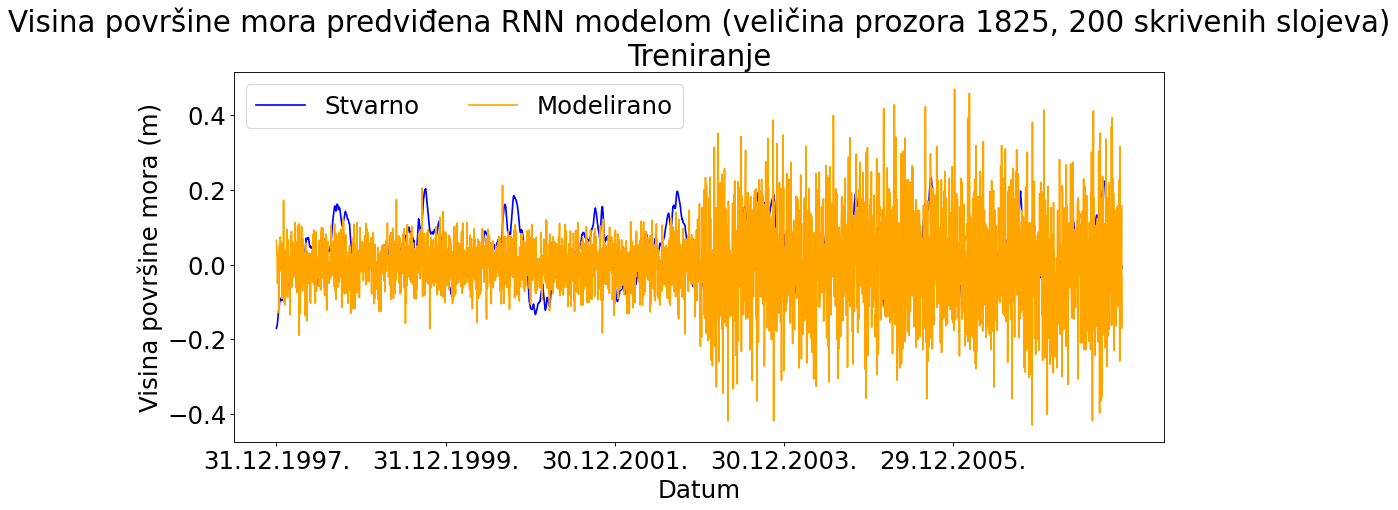 Visina površine mora predviđena RNN modelom (veličina prozora 1825, 200 skrivenih slojeva)
Treniranje
Stvarno
Modelirano
Visina površine mora (m)
0.4
0.2
0.0
−0.2
−0.4
31.12.1997.
31.12.1999.
30.12.2001.
30.12.2003.
29.12.2005.
Datum